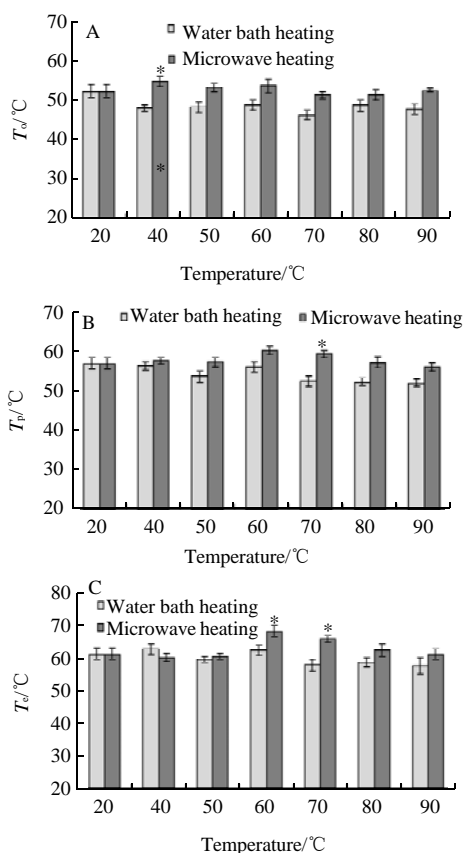 A
Water bath heating
Microwave heating
70
60
50
40
30
20
T₀/℃
*
*
20 40 50 60 70 80 90
Temperature/℃
B
Water bath heating Microwave heating
70
60
50
40
30
20
Tₚ/℃
*
20 40 50 60 70 80 90
Temperature/℃
C
Water bath heating
Microwave heating
80
70
60
50
40
30
20
Tₑ/℃
* *
20 40 50 60 70 80 90
Temperature/℃